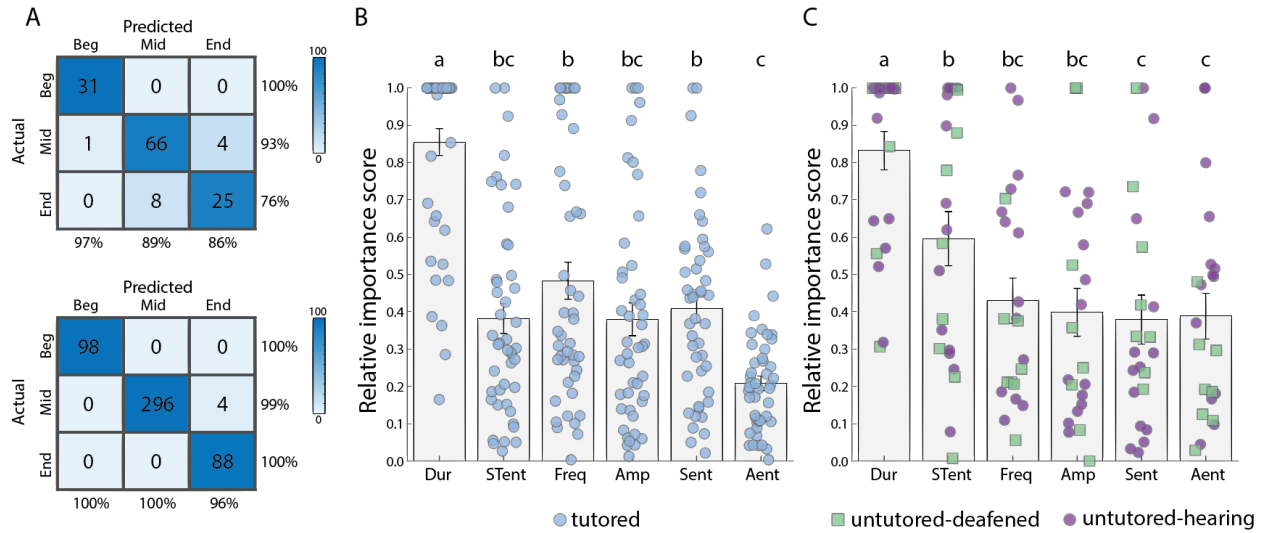 A
Predicted
Beg Mid End
Actual
Beg 31 0 0 100%
Mid 1 66 4 93%
End 0 8 25 76%
97% 89% 86%
100
0
Predicted
Beg Mid End
Actual
Beg 98 0 0 100%
Mid 0 296 4 99%
End 0 0 88 100%
100% 100% 96%
100
0
B
a bc b bc b c
Relative importance score
1.0
0.9
0.8
0.7
0.6
0.5
0.4
0.3
0.2
0.1
0.0
Dur STent Freq Amp Sent Aent
tutored
C
a b bc bc c c
Relative importance score
1.0
0.9
0.8
0.7
0.6
0.5
0.4
0.3
0.2
0.1
0.0
Dur STent Freq Amp Sent Aent
untutored-deafened untutored-hearing